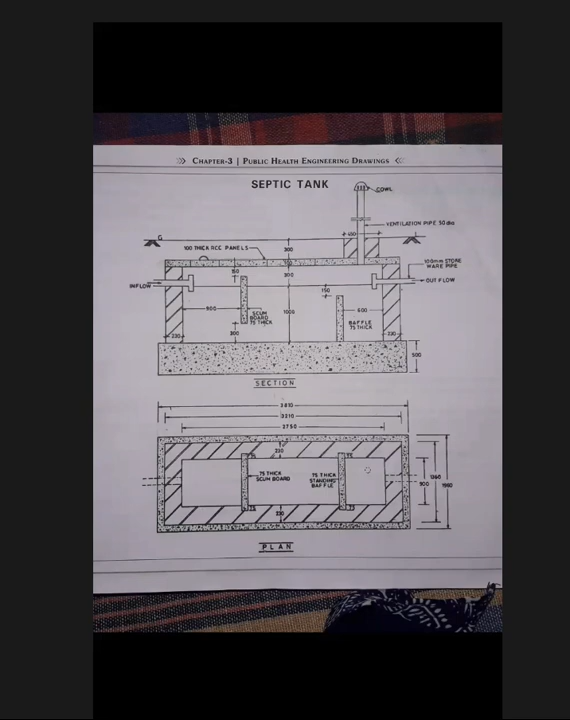 CHAPTER-3 | PUBLIC HEALTH ENGINEERING DRAWINGS
SEPTIC TANK
COWL
VENTILATION PIPE 50 dia
450
G
100 THICK RCC PANELS
300
150
300
100mm STONE
WARE PIPE
INFLOW
OUT FLOW
150
800
1000
600
SCUM
BOARD
75 THICK
BAFFLE
75 THICK
230
300
230
500
SECTION
3810
3210
2750
230
75 THICK
SCUM BOARD
75 THICK
STANDING
BAFFLE
900
1360
1960
230
PLAN